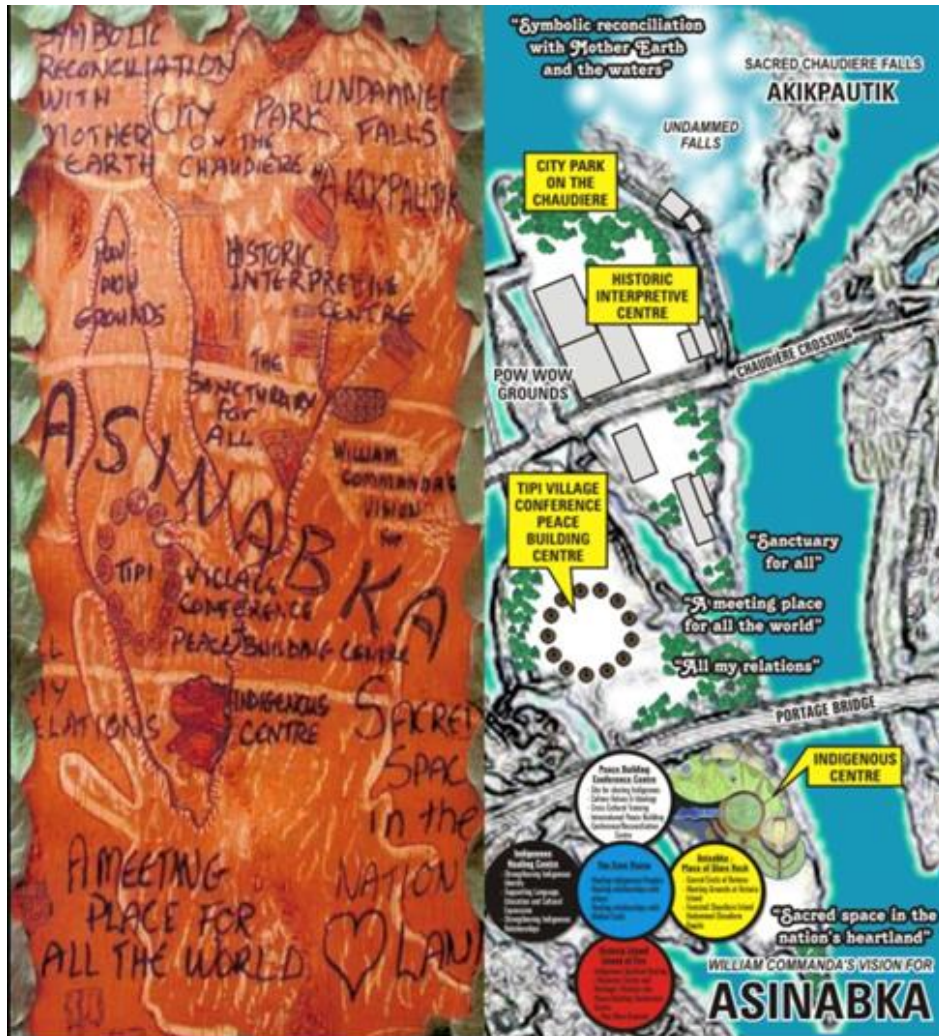 SYMBOLIC
RECONCILIATION
WITH
MOTHER
EARTH
CITY PARK
ON THE
CHAUDIERE
UNDAMMED
FALLS
AKIKPAUTIK
POW
WOW
GROUNDS
HISTORIC
INTERPRETIVE
CENTRE
THE
SANCTUARY
FOR
ALL
WILLIAM
COMMANDA'S
VISION
FOR
ASINABKA
TIPI VILLAGE
CONFERENCE
PEACE BUILDING CENTRE
INDIGENOUS
CENTRE
ALL
MY
RELATIONS
SACRED
SPAC
in the
NATION
LAN
A MEETING
PLACE FOR
ALL THE WORLD
"Symbolic reconciliation
with Mother Earth
and the waters"
SACRED CHAUDIERE FALLS
AKIKPAUTIK
UNDAMMED
FALLS
CITY PARK
ON THE
CHAUDIERE
HISTORIC
INTERPRETIVE
CENTRE
CHAUDIÈRE CROSSING
POW WOW
GROUNDS
TIPI VILLAGE
CONFERENCE
PEACE
BUILDING
CENTRE
"Sanctuary
for all"
"A meeting place
for all the world"
"All my relations"
PORTAGE BRIDGE
INDIGENOUS
CENTRE
Peace Building
Conference Centre
Indigenous
Healing Centre
Asinabka -
Place of Glare Rock
"Sacred space in the
nation's heartland"
WILLIAM COMMANDA'S VISION FOR
ASINABKA